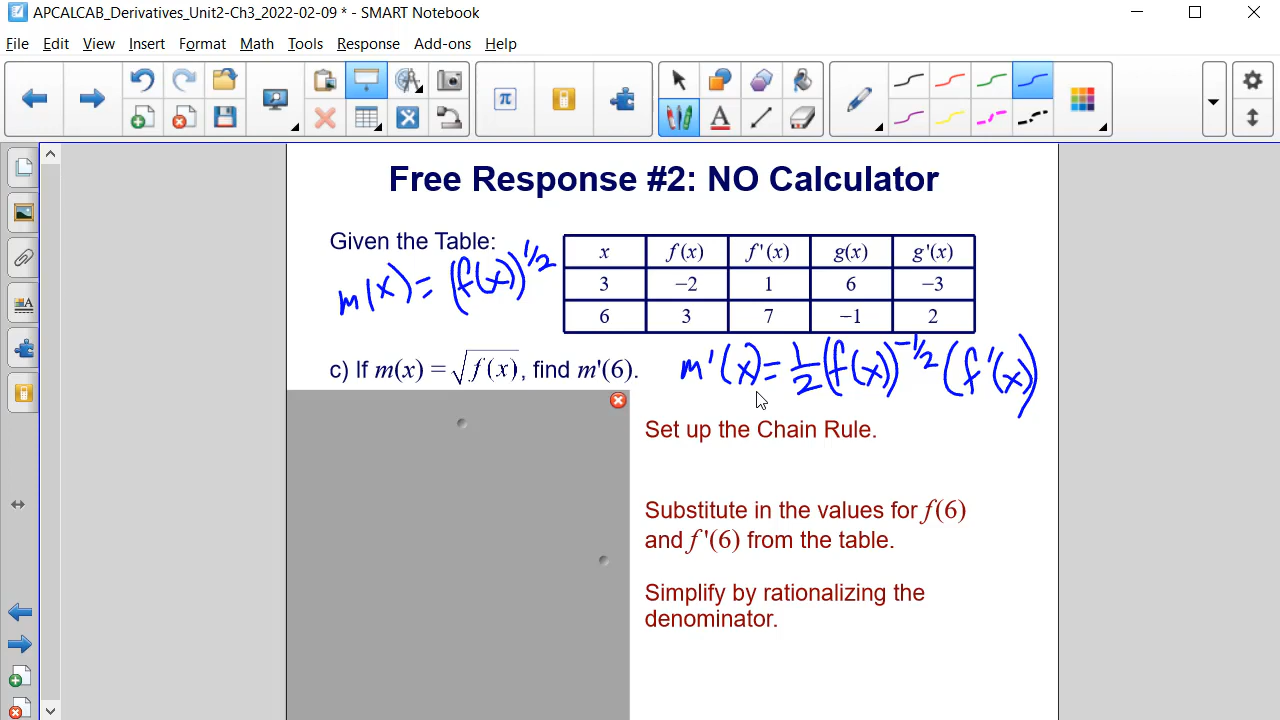 APCALCAB_Derivatives_Unit2-Ch3_2022-02-09 * - SMART Notebook
File Edit View Insert Format Math Tools Response Add-ons Help
Free Response #2: NO Calculator
Given the Table:
m(x) = (f(x))^1/2
x f(x) f'(x) g(x) g'(x)
3 −2 1 6 −3
6 3 7 −1 2
c) If m(x) = √f(x), find m'(6).
m'(x) = 1/2 (f(x))^-1/2 (f'(x))
Set up the Chain Rule.
Substitute in the values for f(6)
and f'(6) from the table.
Simplify by rationalizing the
denominator.